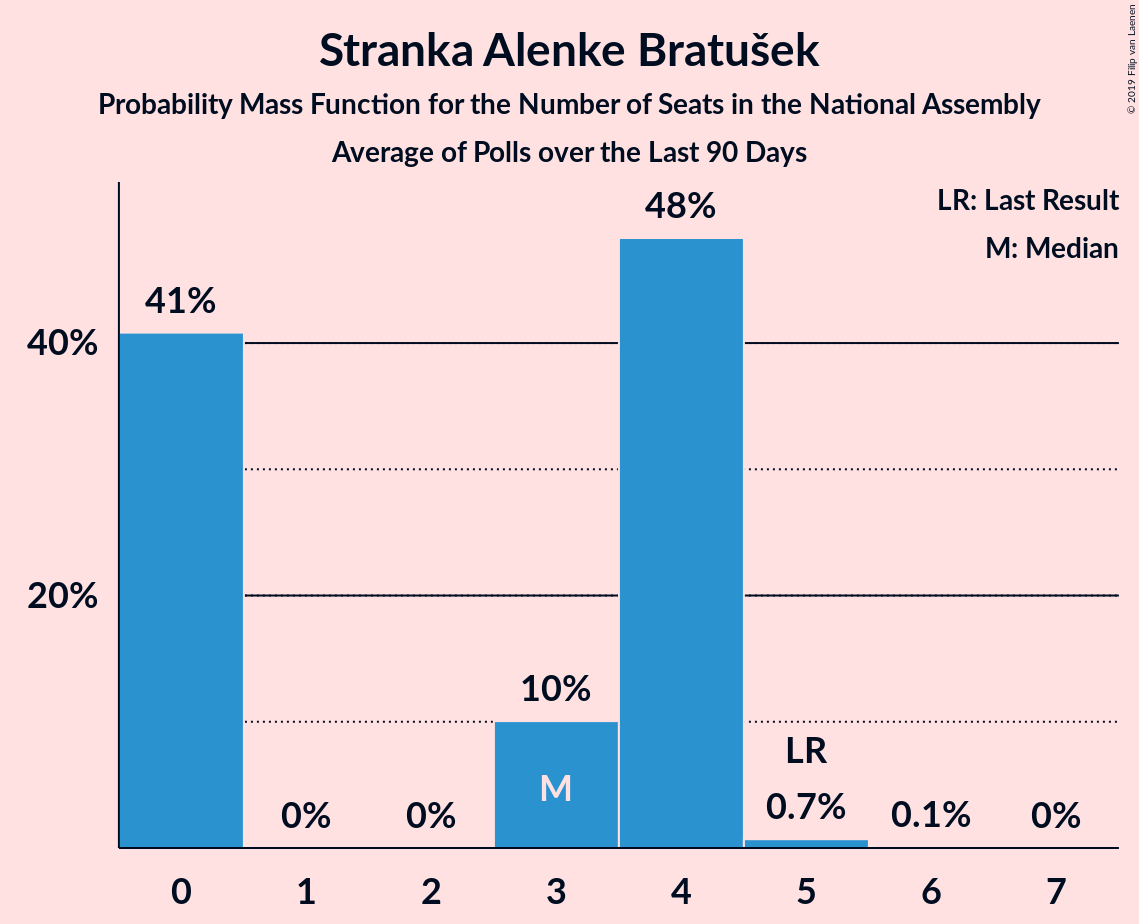 Stranka Alenke Bratušek
Probability Mass Function for the Number of Seats in the National Assembly
Average of Polls over the Last 90 Days
© 2019 Filip van Laenen
LR: Last Result
M: Median
48%
41%
40%
20%
10%
LR
M
0%
0%
0.7%
0.1%
0%
0 1 2 3 4 5 6 7